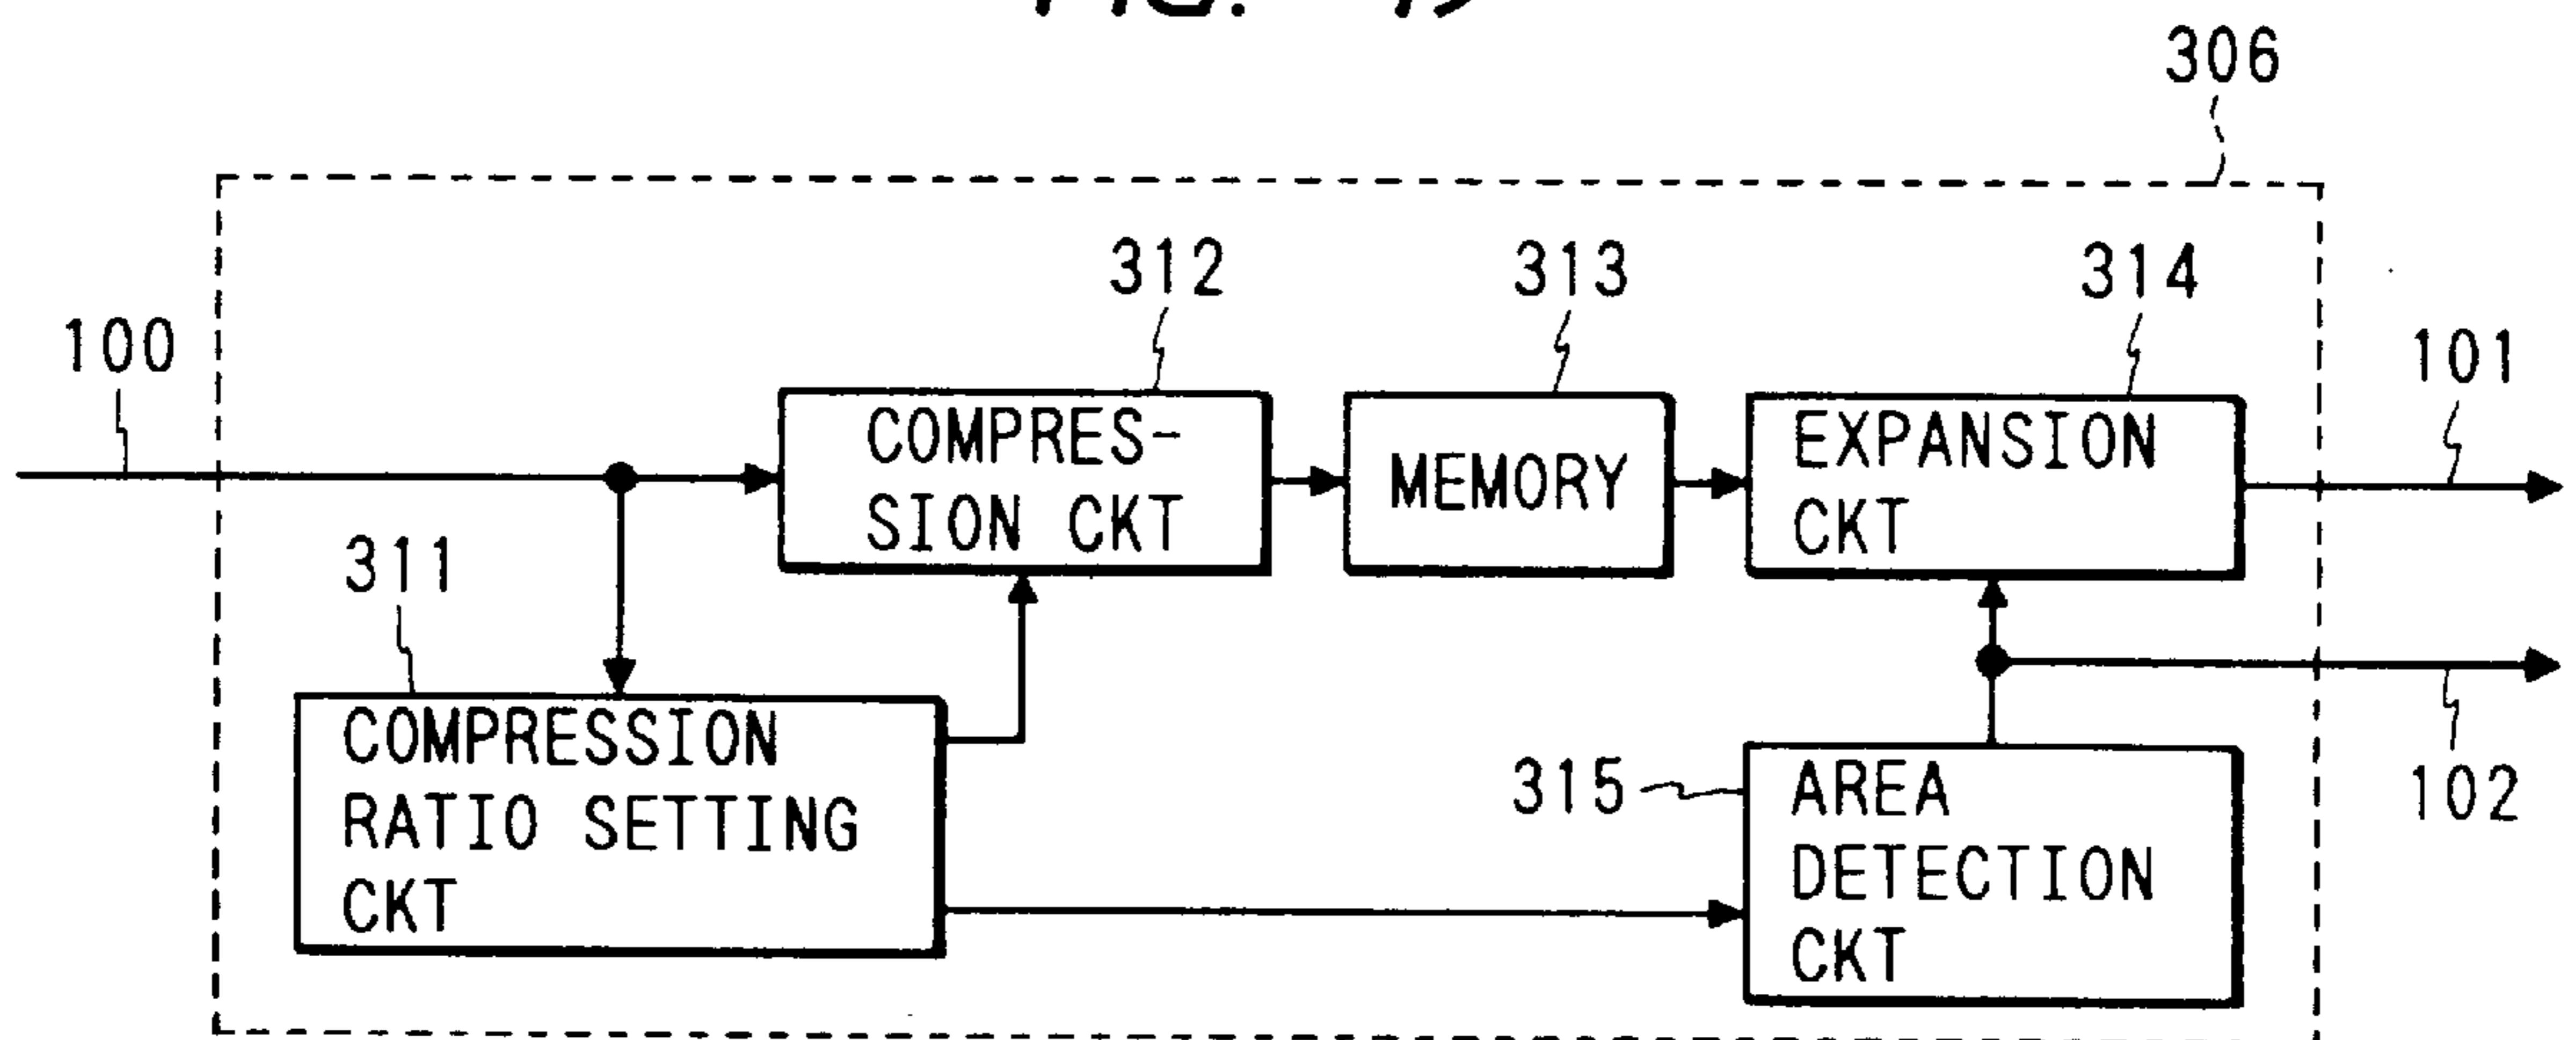 306
312
313
314
100
101
COMPRES-
SION CKT
MEMORY
EXPANSION
CKT
311
COMPRESSION
RATIO SETTING
CKT
315
AREA
DETECTION
CKT
102